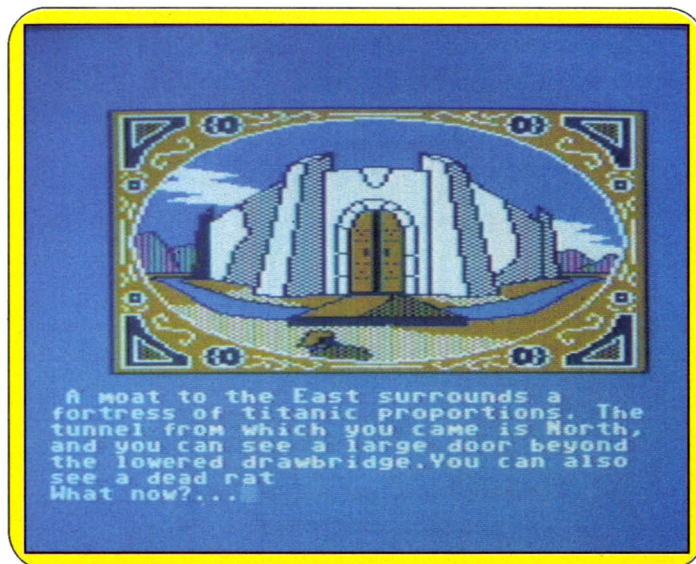 A moat to the East surrounds a
fortress of titanic proportions. The
tunnel from which you came is North,
and you can see a large door beyond
the lowered drawbridge.You can also
see a dead rat
What now?...